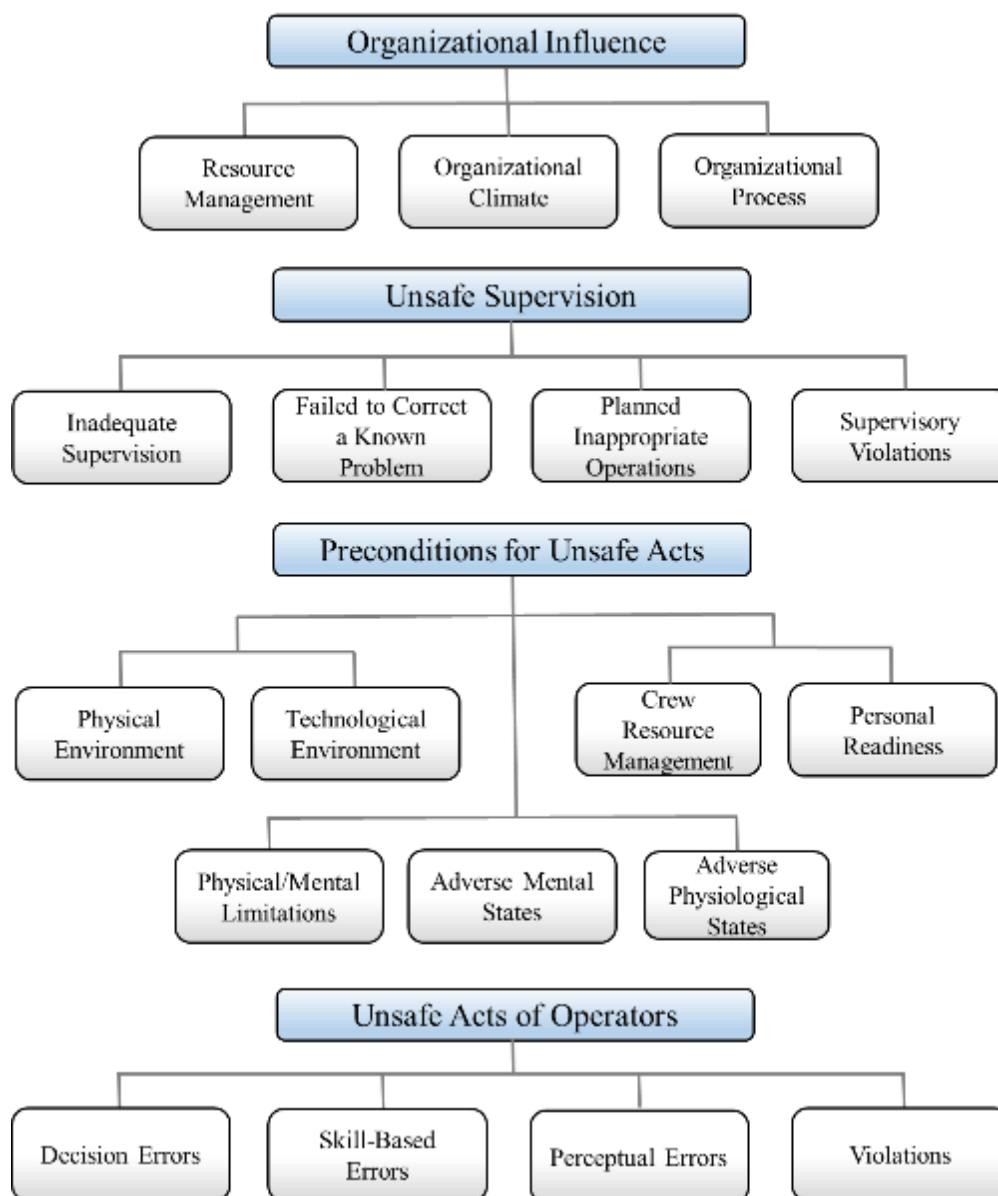 Organizational Influence
Resource
Management
Organizational
Climate
Organizational
Process
Unsafe Supervision
Inadequate
Supervision
Failed to Correct
a Known
Problem
Planned
Inappropriate
Operations
Supervisory
Violations
Preconditions for Unsafe Acts
Physical
Environment
Technological
Environment
Crew
Resource
Management
Personal
Readiness
Physical/Mental
Limitations
Adverse Mental
States
Adverse
Physiological
States
Unsafe Acts of Operators
Decision Errors
Skill-Based
Errors
Perceptual Errors
Violations